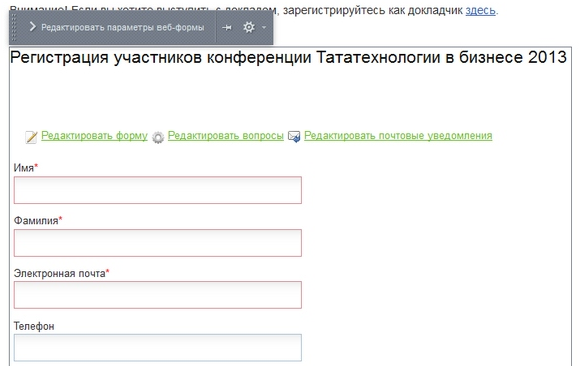 Внимание! Если вы хотите выступить с докладом, зарегистрируйтесь как докладчик здесь.
Редактировать параметры веб-формы
Регистрация участников конференции Тататехнологии в бизнесе 2013
Редактировать форму Редактировать вопросы Редактировать почтовые уведомления
Имя*
Фамилия*
Электронная почта*
Телефон